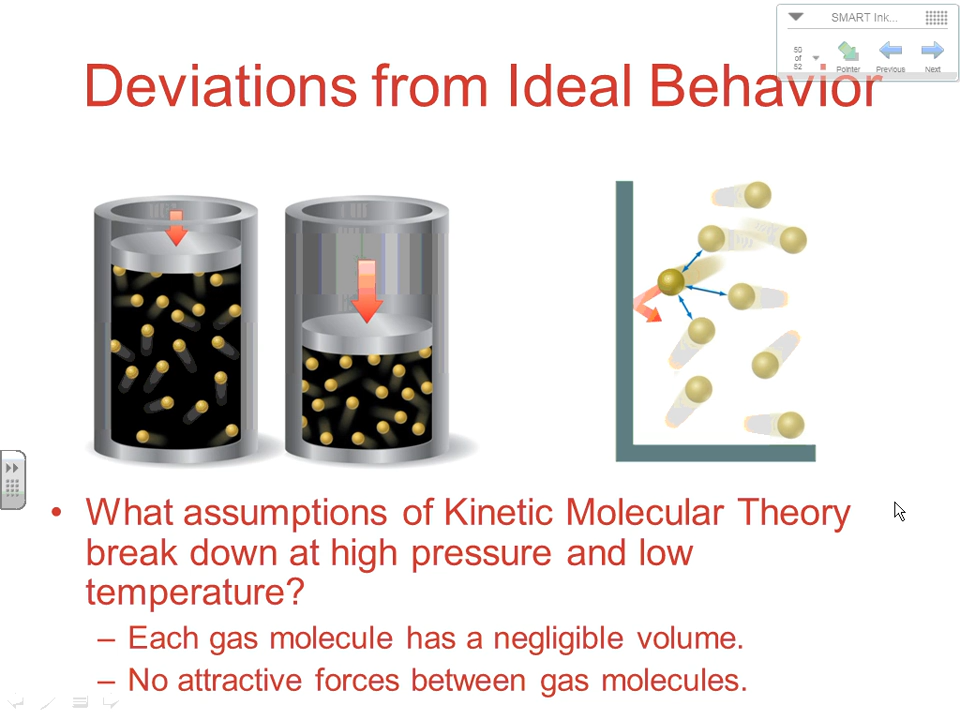 SMART Ink...
50
of
52
Pointer
Previous
Next
Deviations from Ideal Behavior
• What assumptions of Kinetic Molecular Theory
break down at high pressure and low
temperature?
– Each gas molecule has a negligible volume.
– No attractive forces between gas molecules.